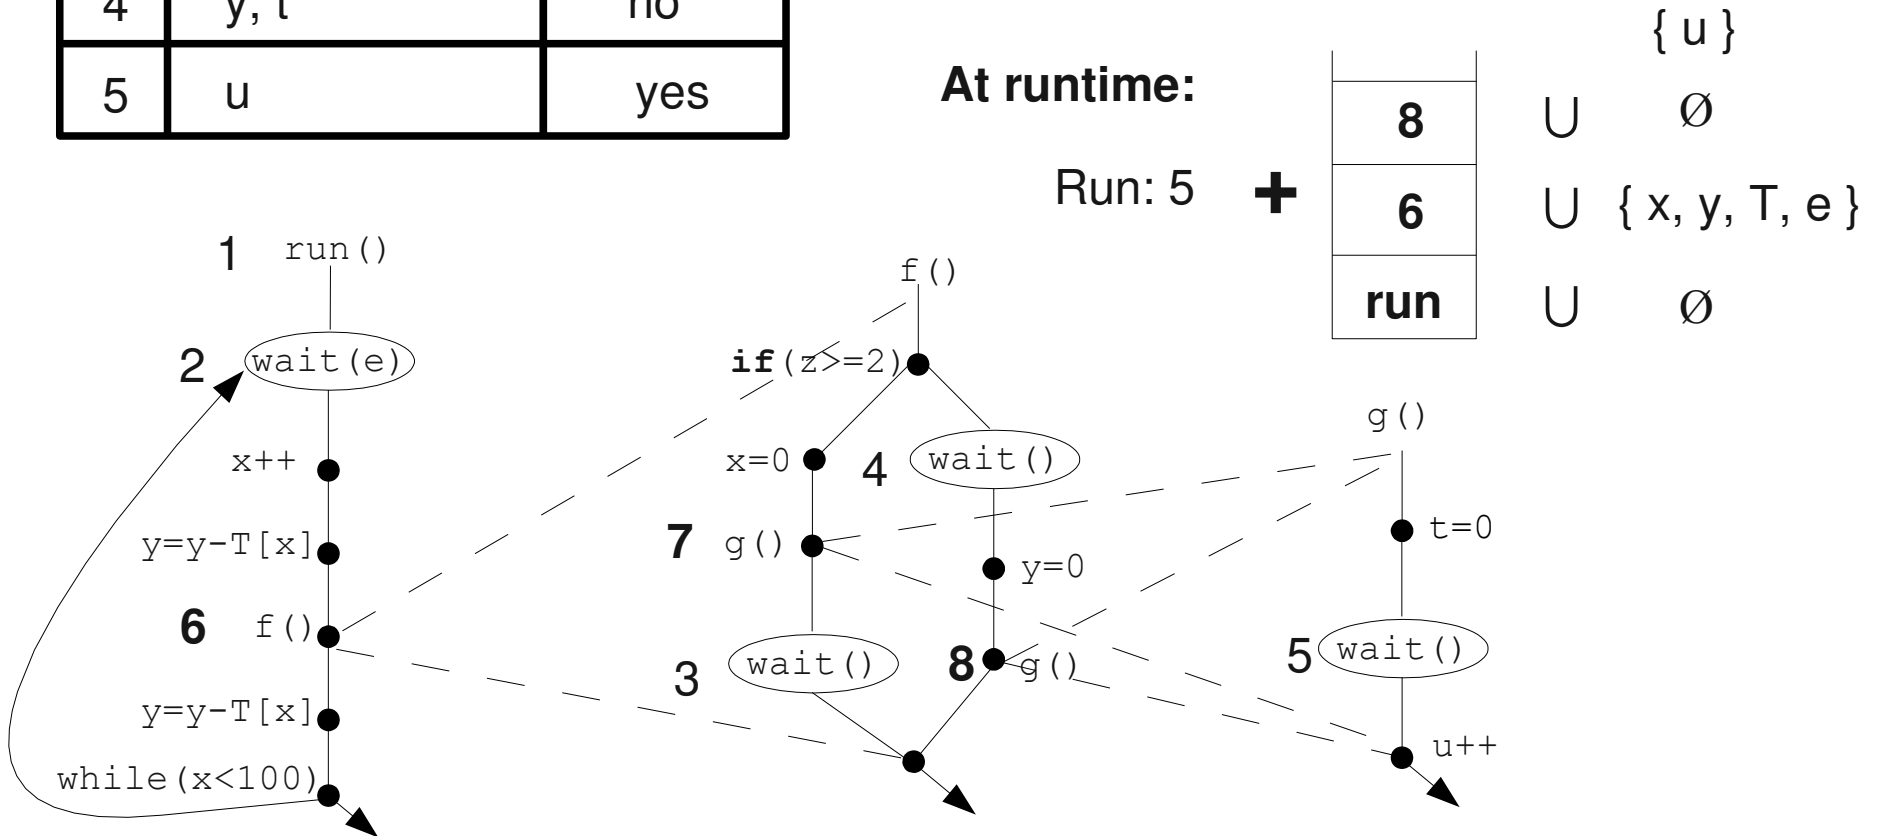 4 y, t no
5 u yes
{ u }
At runtime:
8 ∪ Ø
Run: 5 + 6 ∪ { x, y, T, e }
run ∪ Ø
1 run()
2 wait(e)
x++
y=y-T[x]
6 f()
y=y-T[x]
while(x<100)
f()
if(z>=2)
x=0
4 wait()
7 g()
y=0
3 wait()
8 g()
g()
t=0
5 wait()
u++